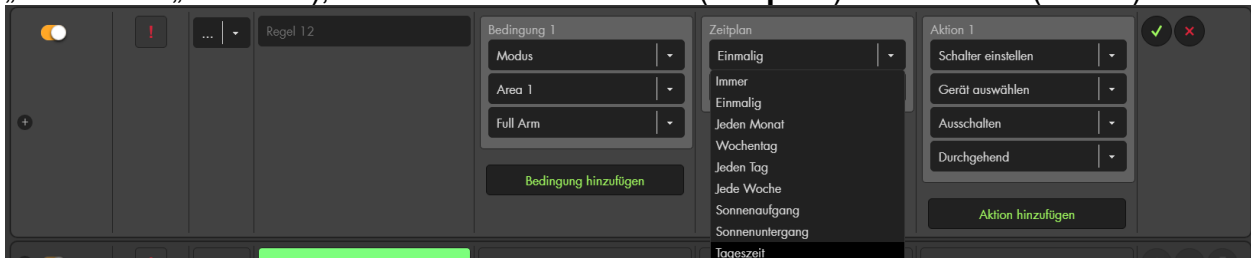 Regel 12
Bedingung 1
Modus
Area 1
Full Arm
Bedingung hinzufügen
Zeitplan
Einmalig
Immer
Einmalig
Jeden Monat
Wochentag
Jeden Tag
Jede Woche
Sonnenaufgang
Sonnenuntergang
Tageszeit
Aktion 1
Schalter einstellen
Gerät auswählen
Ausschalten
Durchgehend
Aktion hinzufügen